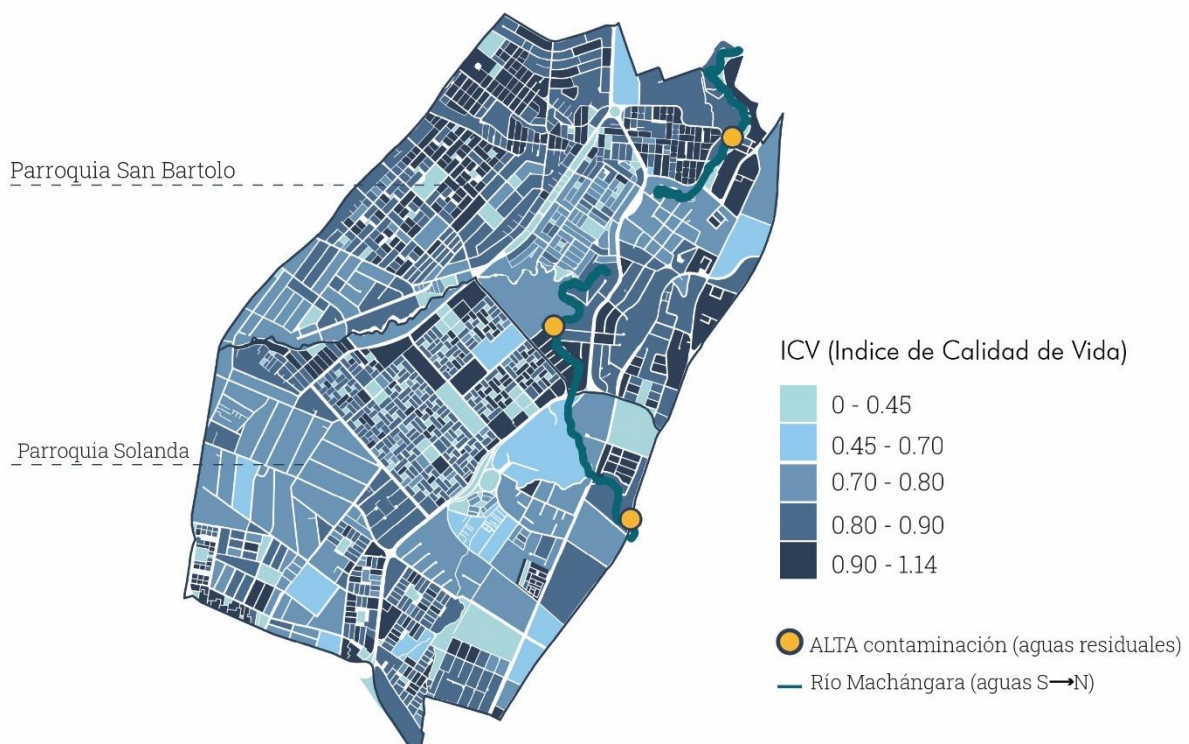 Parroquia San Bartolo
Parroquia Solanda
ICV (Indice de Calidad de Vida)
0 - 0.45
0.45 - 0.70
0.70 - 0.80
0.80 - 0.90
0.90 - 1.14
ALTA contaminación (aguas residuales)
Río Machángara (aguas S→N)